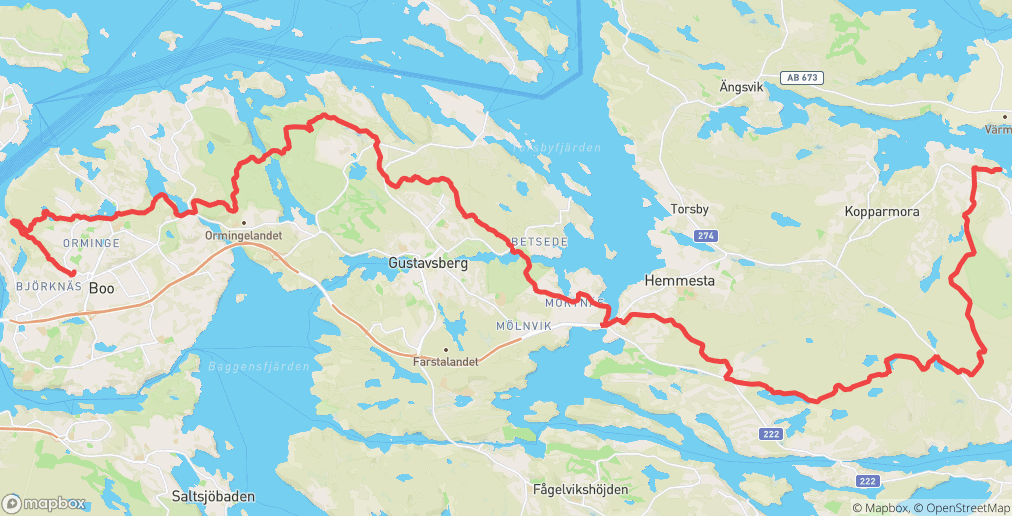 AB 673
Ängsvik
Värm
Torsbyfjärden
Torsby
Kopparmora
274
Ormingelandet
ORMINGE
BETSEDE
Gustavsberg
Hemmesta
BJÖRKNÄS
Boo
MÖRTNÄS
MÖLNVIK
Farstalandet
Baggensfjärden
222
222
Fågelvikshöjden
Saltsjöbaden
mapbox
© Mapbox, © OpenStreetMap